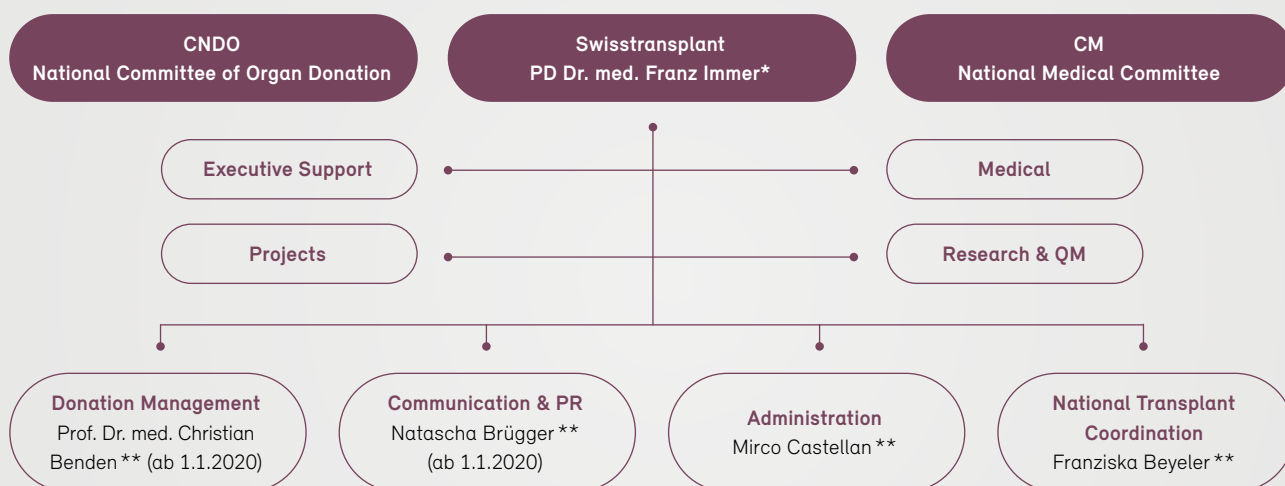 CNDO
National Committee of Organ Donation
Swisstransplant
PD Dr. med. Franz Immer*
CM
National Medical Committee
Executive Support
Medical
Projects
Research & QM
Donation Management
Prof. Dr. med. Christian
Benden** (ab 1.1.2020)
Communication & PR
Natascha Brügger**
(ab 1.1.2020)
Administration
Mirco Castellan**
National Transplant
Coordination
Franziska Beyeler**